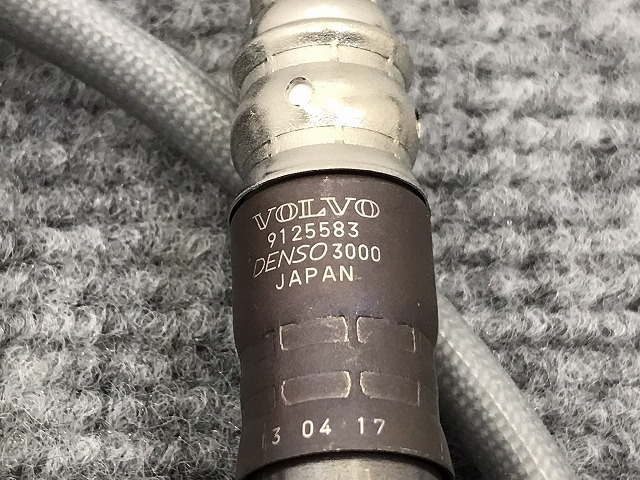 VOLVO
9125583
DENSO 3000
JAPAN
3 04 17